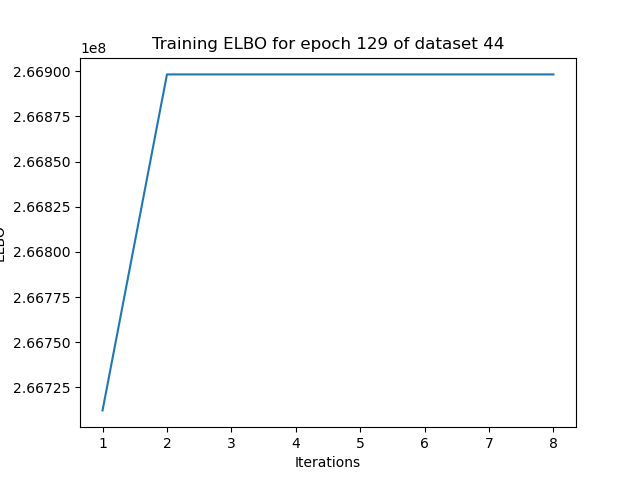 Training ELBO for epoch 129 of dataset 44
1e8
2.66900
2.66875
2.66850
2.66825
2.66800
2.66775
2.66750
2.66725
ELBO
1 2 3 4 5 6 7 8
Iterations